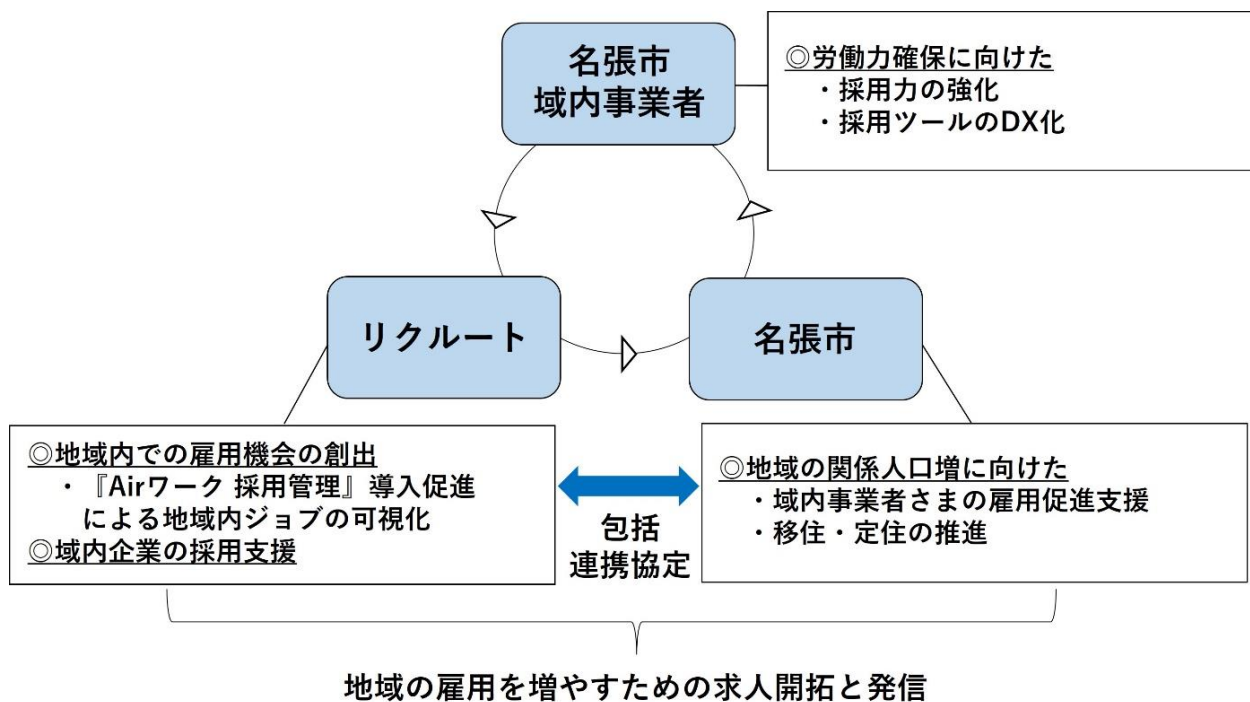 名張市
域内事業者
◎労働力確保に向けた
・採用力の強化
・採用ツールのDX化
リクルート
名張市
◎地域内での雇用機会の創出
・『Airワーク 採用管理』導入促進
による地域内ジョブの可視化
◎域内企業の採用支援
包括
連携協定
◎地域の関係人口増に向けた
・域内事業者さまの雇用促進支援
・移住・定住の推進
地域の雇用を増やすための求人開拓と発信